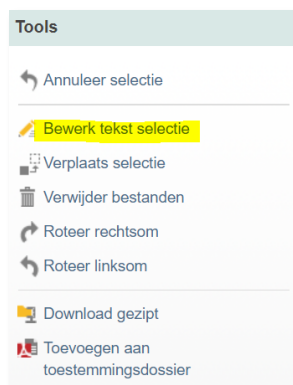 Tools
Annuleer selectie
Bewerk tekst selectie
Verplaats selectie
Verwijder bestanden
Roteer rechtsom
Roteer linksom
Download gezipt
Toevoegen aan
toestemmingsdossier